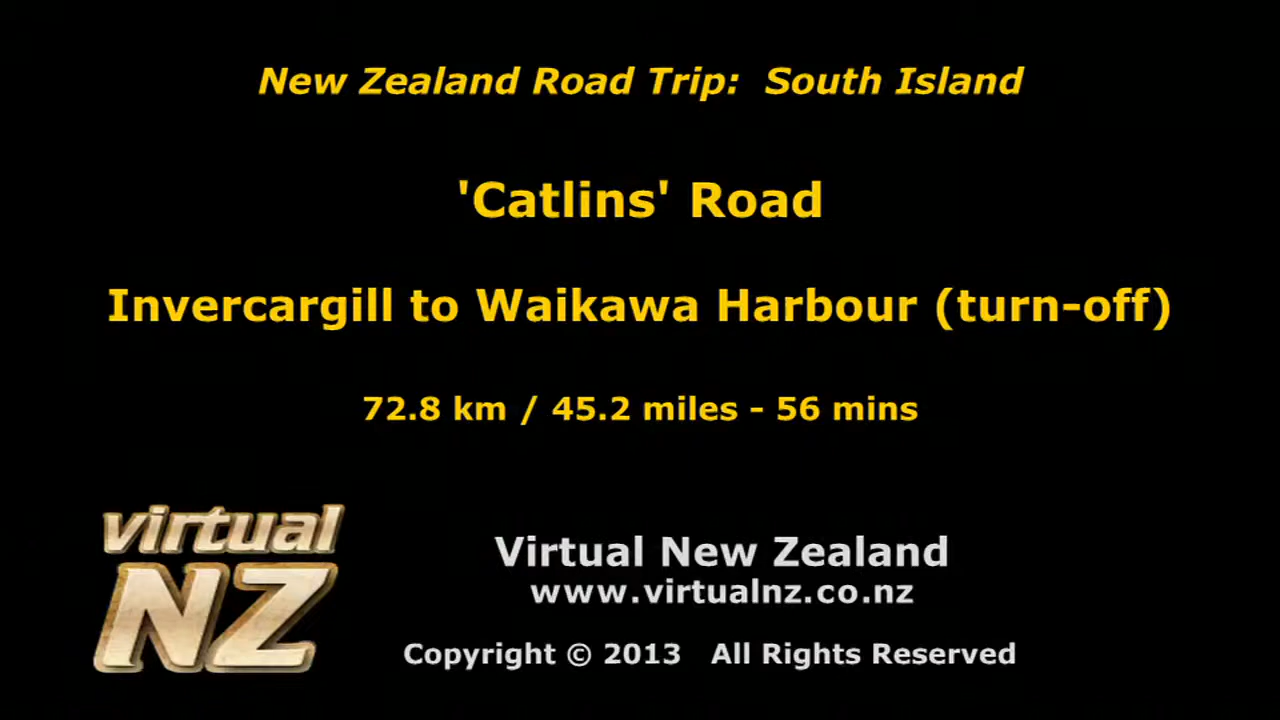 New Zealand Road Trip:  South Island
'Catlins' Road
Invercargill to Waikawa Harbour (turn-off)
72.8 km / 45.2 miles - 56 mins
virtual
NZ
Virtual New Zealand
www.virtualnz.co.nz
Copyright © 2013   All Rights Reserved